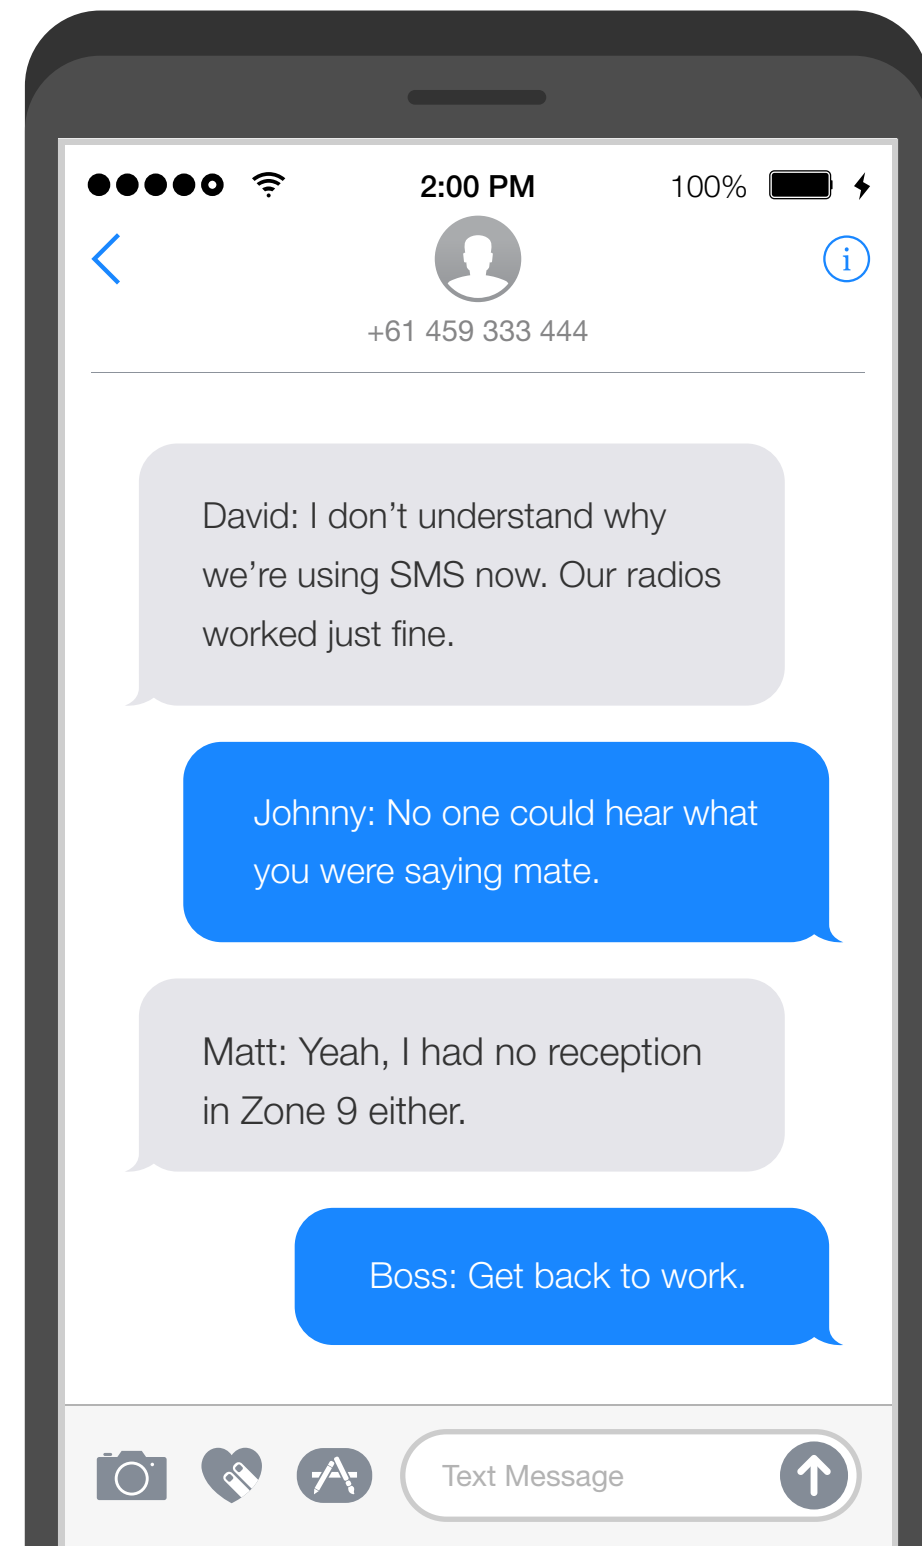 2:00 PM 100%
i
+61 459 333 444
David: I don’t understand why
we’re using SMS now. Our radios
worked just fine.
Johnny: No one could hear what
you were saying mate.
Matt: Yeah, I had no reception
in Zone 9 either.
Boss: Get back to work.
Text Message